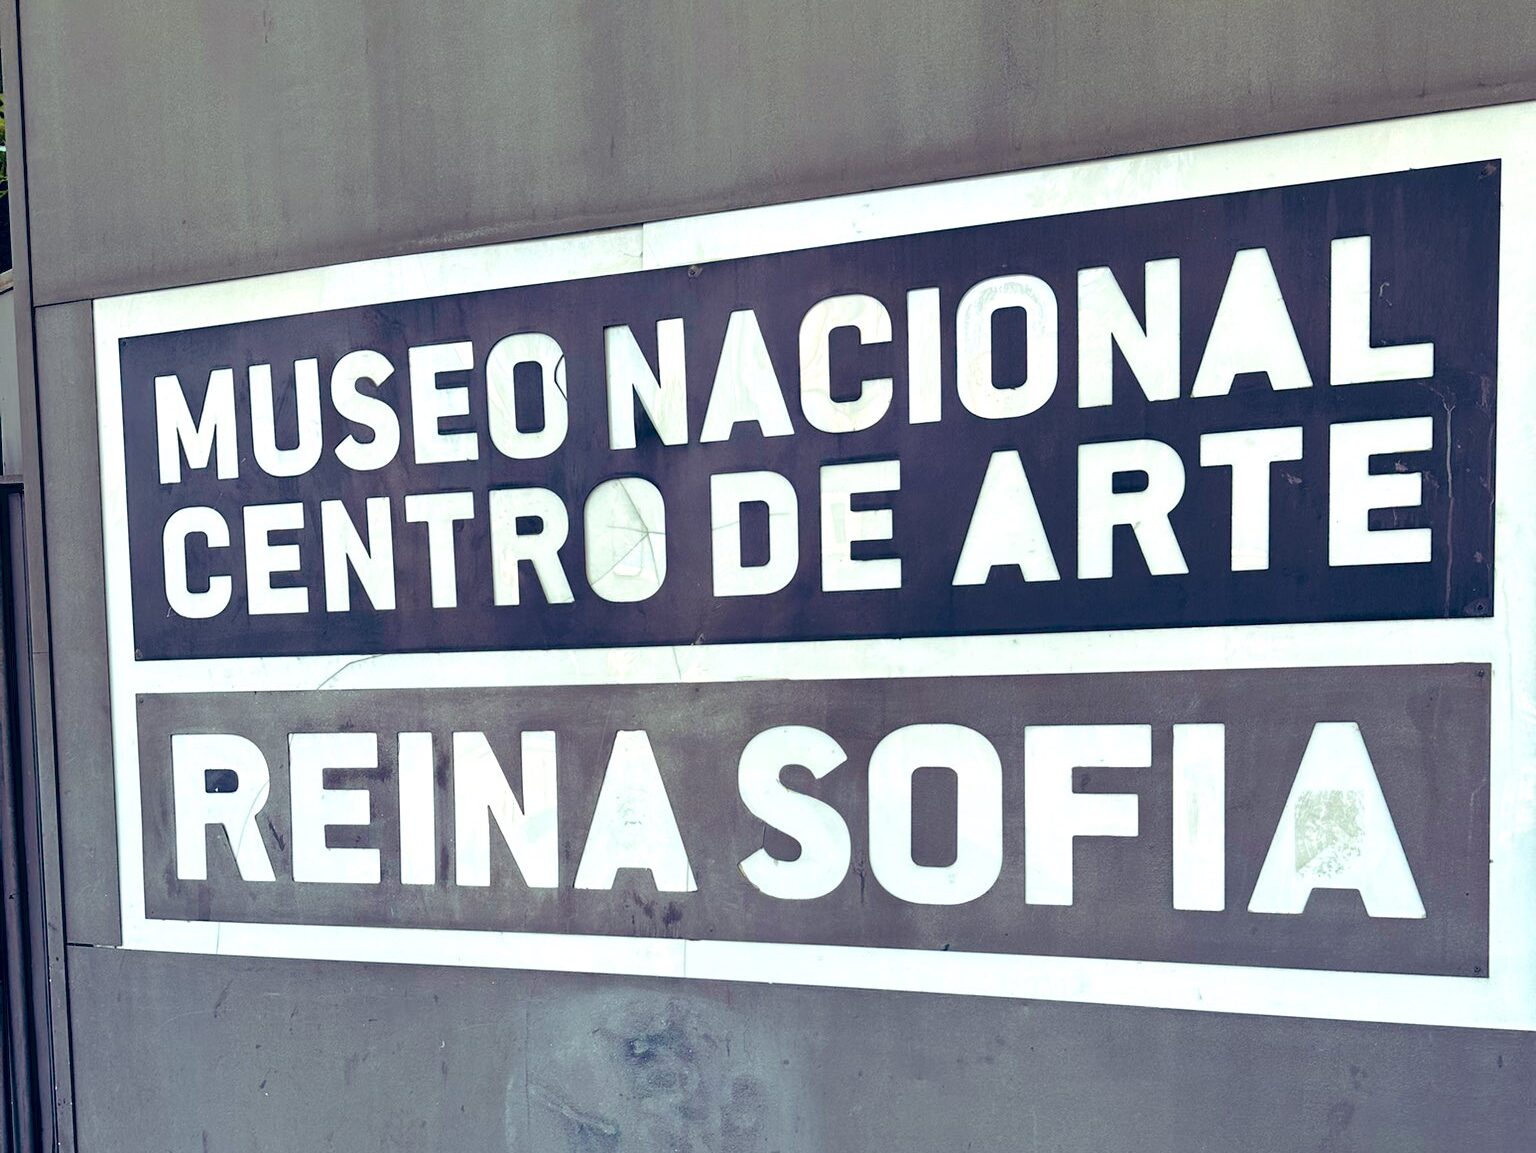 MUSEO NACIONAL
CENTRO DE ARTE
REINA SOFIA